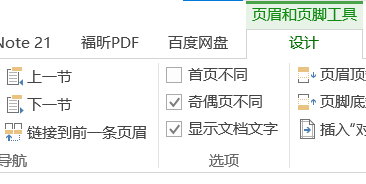 页眉和页脚工具
Note 21 福昕PDF 百度网盘 设计
上一节 首页不同 页眉顶
下一节 奇偶页不同 页脚底
链接到前一条页眉 显示文档文字 插入“对
导航 选项